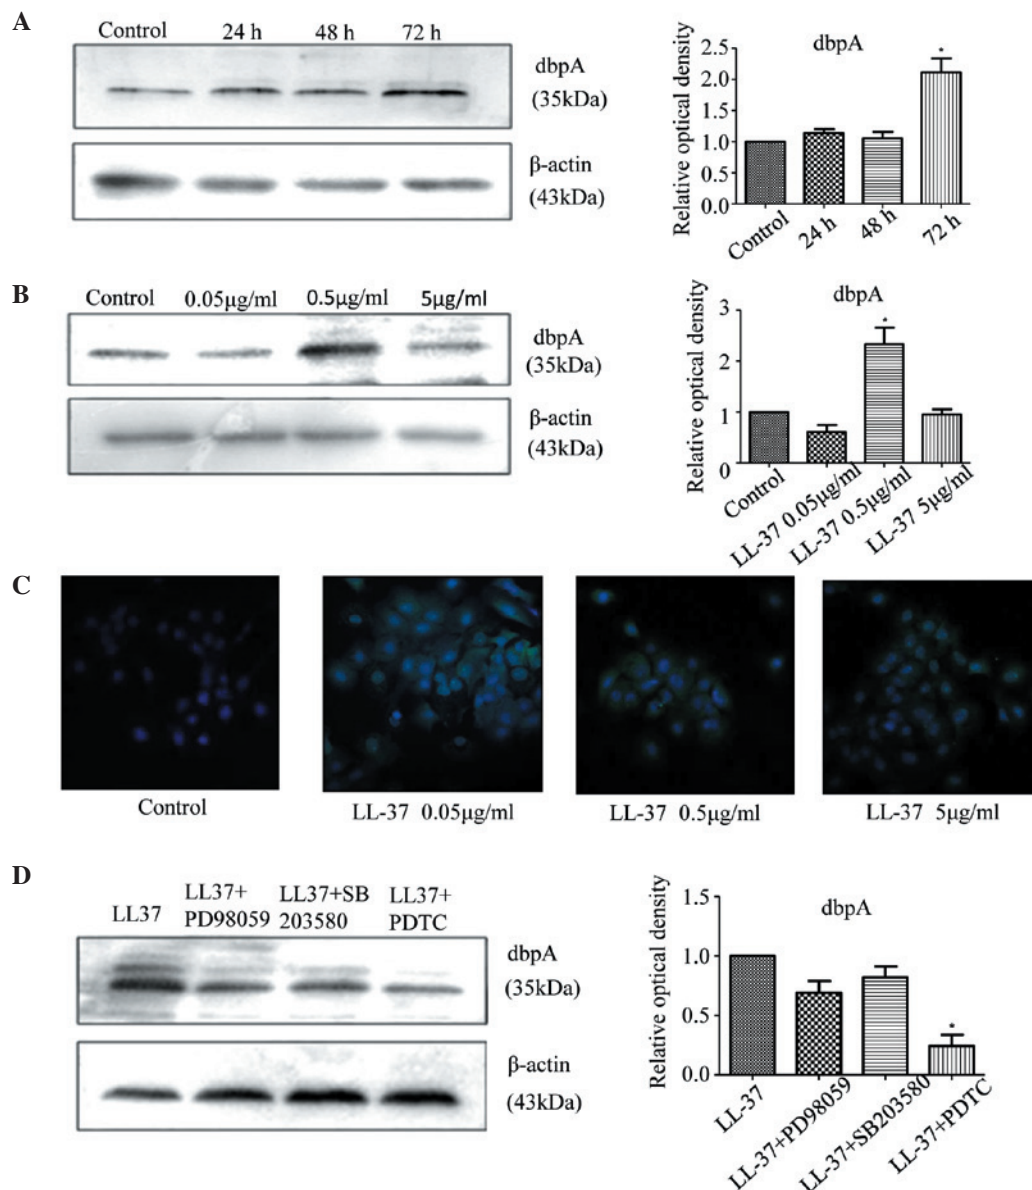 A
Control 24 h 48 h 72 h
dbpA
(35kDa)
β-actin
(43kDa)
dbpA
Relative optical density
2.5
2.0
1.5
1.0
0.5
0.0
Control
24 h
48 h
72 h
*
B
Control 0.05μg/ml 0.5μg/ml 5μg/ml
dbpA
(35kDa)
β-actin
(43kDa)
dbpA
Relative optical density
3
2
1
0
Control
LL-37 0.05μg/ml
LL-37 0.5μg/ml
LL-37 5μg/ml
*
C
Control
LL-37 0.05μg/ml
LL-37 0.5μg/ml
LL-37 5μg/ml
D
LL37
LL37+
PD98059
LL37+SB
203580
LL37+
PDTC
dbpA
(35kDa)
β-actin
(43kDa)
dbpA
Relative optical density
1.5
1.0
0.5
0.0
LL-37
LL-37+PD98059
LL-37+SB203580
LL-37+PDTC
*